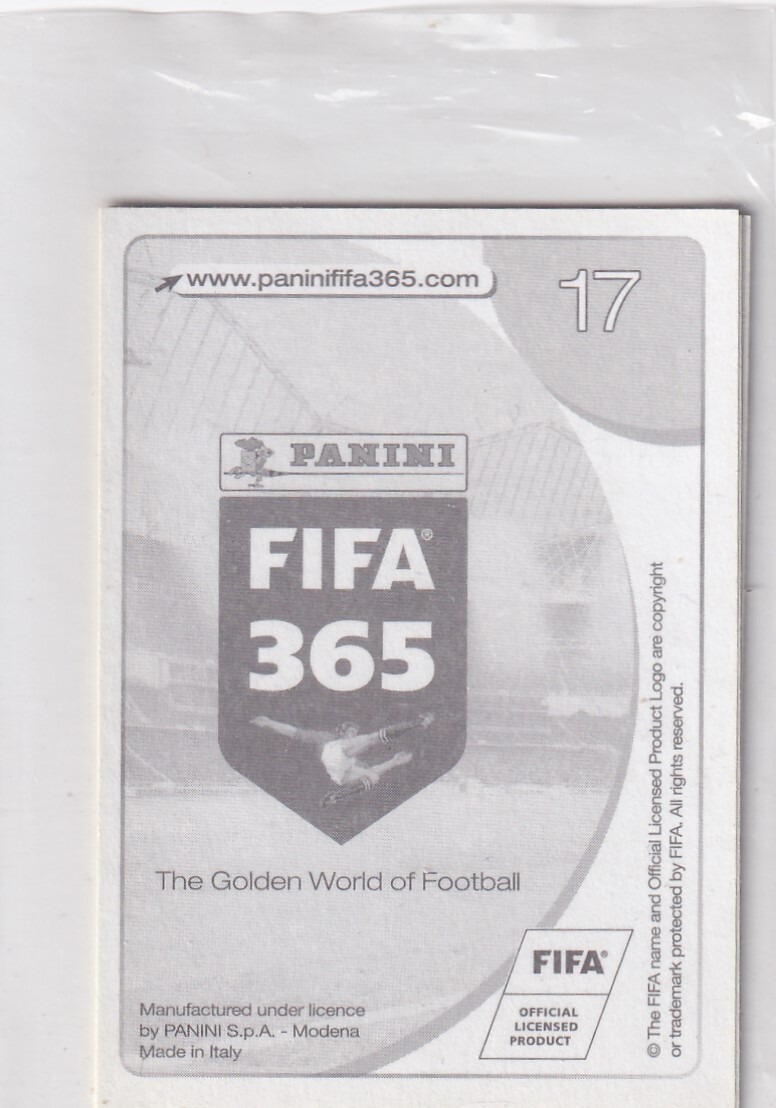 www.paninififa365.com
17
PANINI
FIFA®
365
The Golden World of Football
FIFA®
OFFICIAL
LICENSED
PRODUCT
Manufactured under licence
by PANINI S.p.A. - Modena
Made in Italy
© The FIFA name and Official Licensed Product Logo are copyright
or trademark protected by FIFA. All rights reserved.